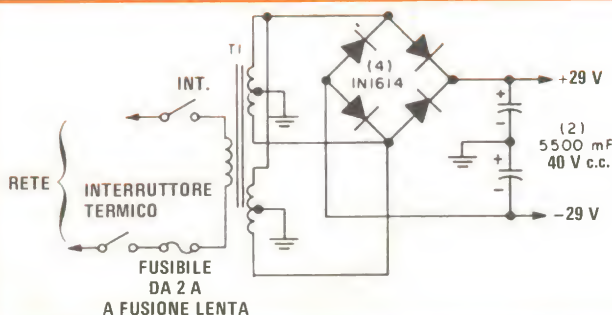 T1
(4)
1N1614
INT.
+29 V
+
-
(2)
5500 mF
40 V c.c.
+
-
RETE
INTERRUTTORE
TERMICO
-29 V
FUSIBILE
DA 2 A
A FUSIONE LENTA